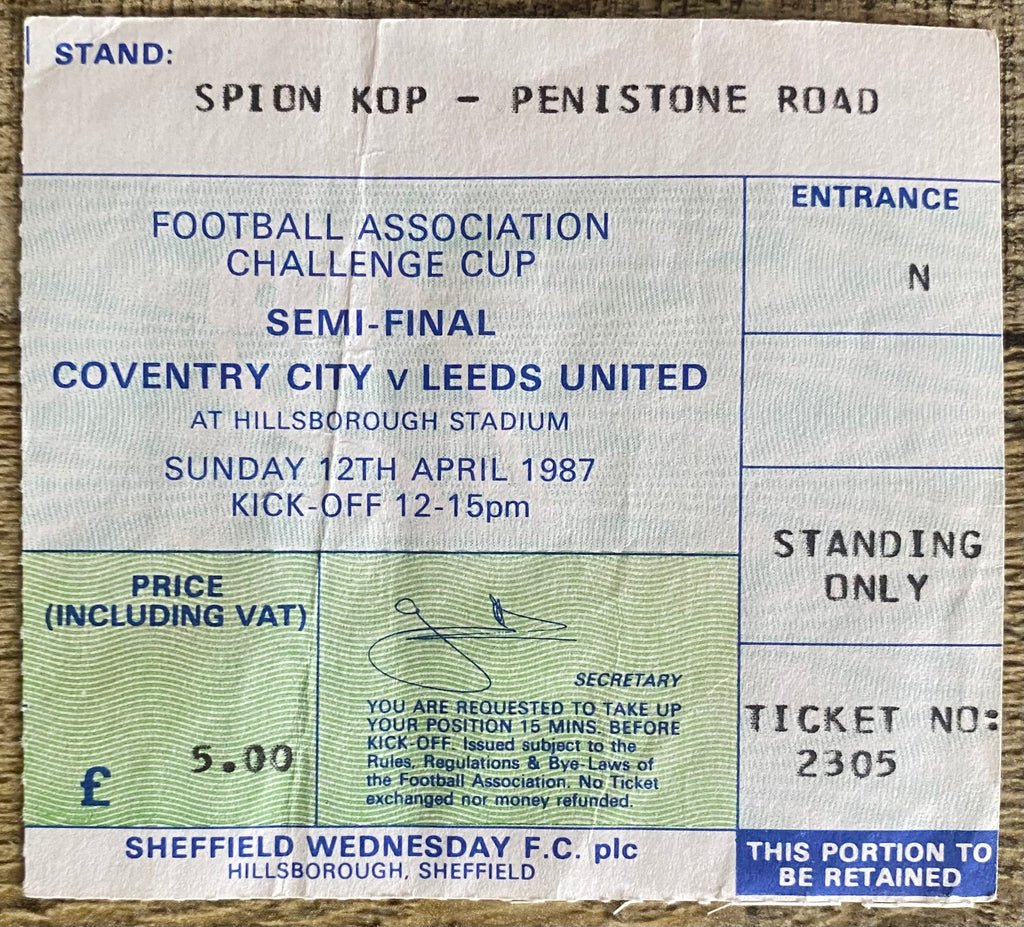 STAND:
SPION KOP - PENISTONE ROAD
FOOTBALL ASSOCIATION
CHALLENGE CUP
SEMI-FINAL
COVENTRY CITY v LEEDS UNITED
AT HILLSBOROUGH STADIUM
SUNDAY 12TH APRIL 1987
KICK-OFF 12-15pm
ENTRANCE
N
STANDING
ONLY
TICKET NO:
2305
PRICE
(INCLUDING VAT)
£ 5.00
SECRETARY
YOU ARE REQUESTED TO TAKE UP
YOUR POSITION 15 MINS. BEFORE
KICK-OFF. Issued subject to the
Rules, Regulations & Bye-Laws of
the Football Association. No Ticket
exchanged nor money refunded.
SHEFFIELD WEDNESDAY F.C. plc
HILLSBOROUGH, SHEFFIELD
THIS PORTION TO
BE RETAINED